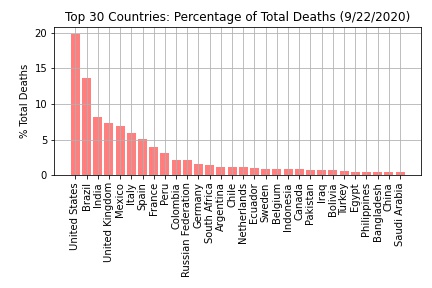 Top 30 Countries: Percentage of Total Deaths (9/22/2020)
% Total Deaths
20
15
10
5
0
United States
Brazil
India
United Kingdom
Mexico
Italy
Spain
France
Peru
Colombia
Russian Federation
Germany
South Africa
Argentina
Chile
Netherlands
Ecuador
Sweden
Belgium
Indonesia
Canada
Pakistan
Iraq
Bolivia
Turkey
Egypt
Philippines
Bangladesh
China
Saudi Arabia